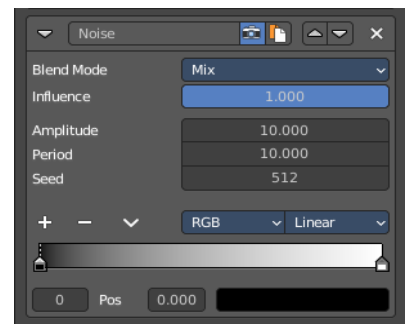 Noise
Blend Mode Mix
Influence 1.000
Amplitude 10.000
Period 10.000
Seed 512
RGB Linear
0 Pos 0.000